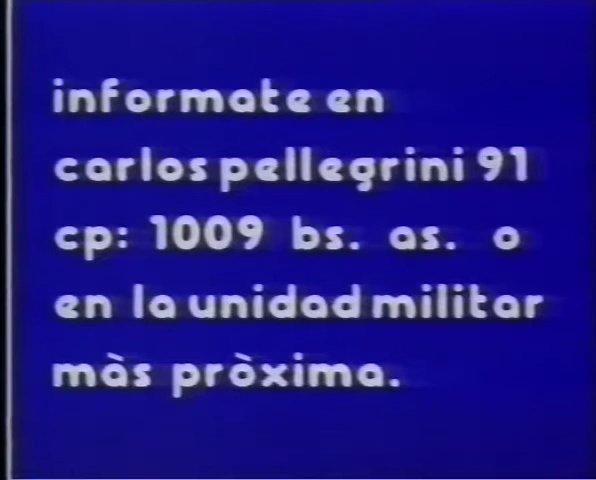 informate en
carlos pellegrini 91
cp: 1009 bs. as. o
en la unidad militar
màs pròxima.